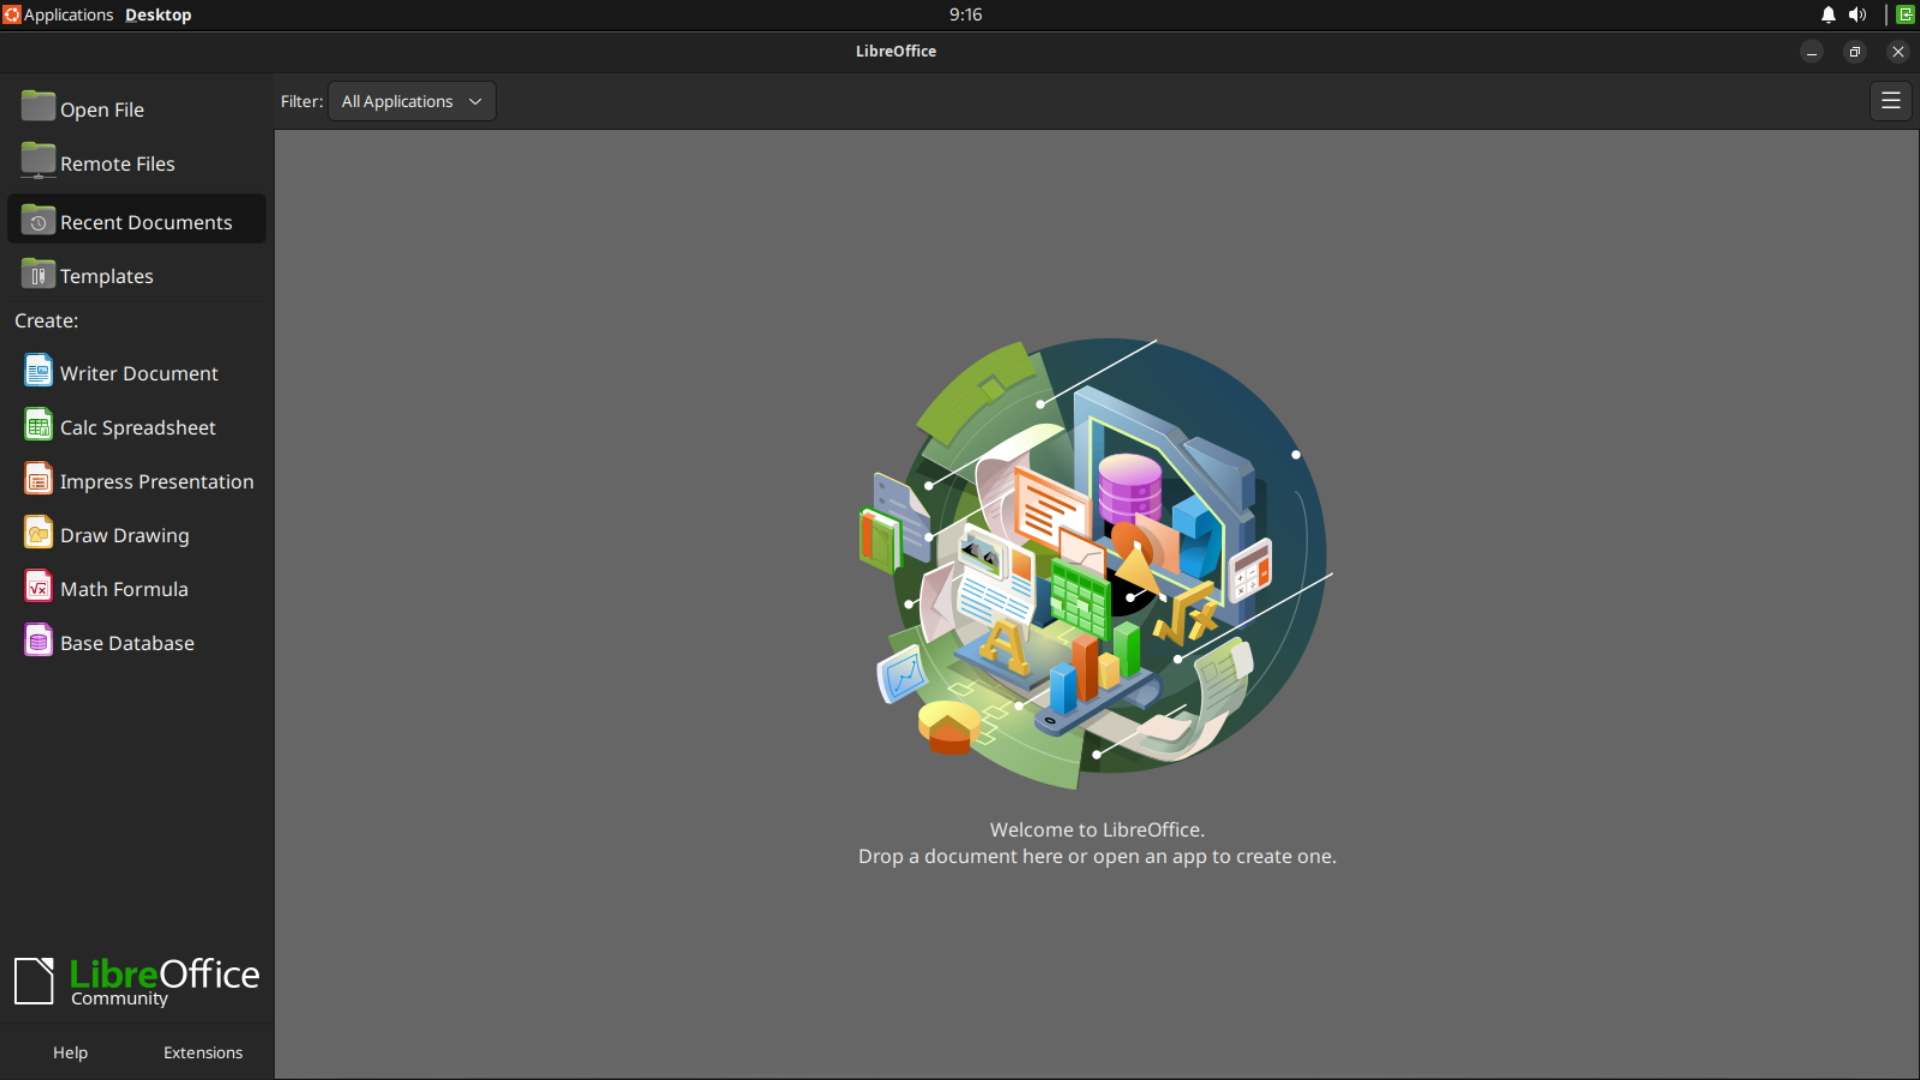 Applications Desktop
9:16
LibreOffice
Open File
Filter: All Applications
Remote Files
Recent Documents
Templates
Create:
Writer Document
Calc Spreadsheet
Impress Presentation
Draw Drawing
Math Formula
Base Database
Welcome to LibreOffice.
Drop a document here or open an app to create one.
LibreOffice
Community
Help Extensions